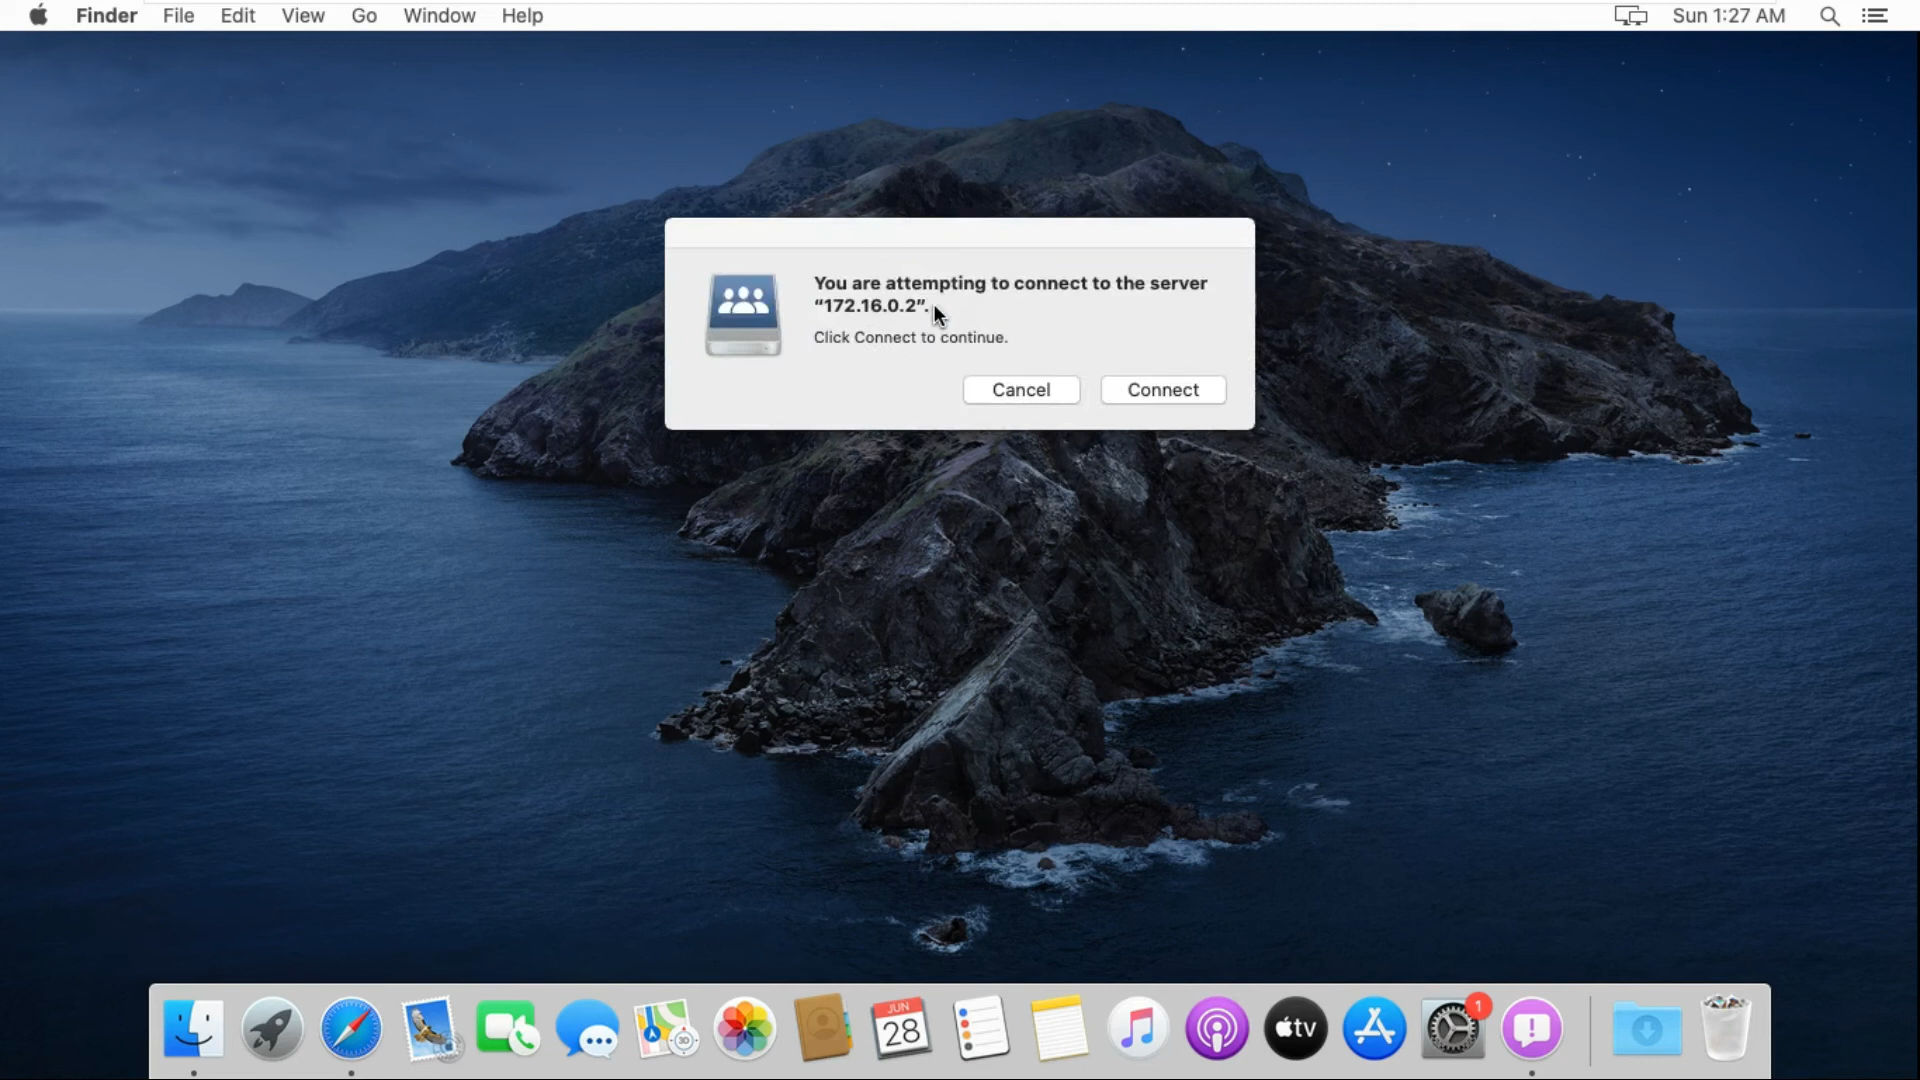 Finder File Edit View Go Window Help Sun 1:27 AM
You are attempting to connect to the server
“172.16.0.2”.
Click Connect to continue.
Cancel Connect
30
JUN
28
tv
1